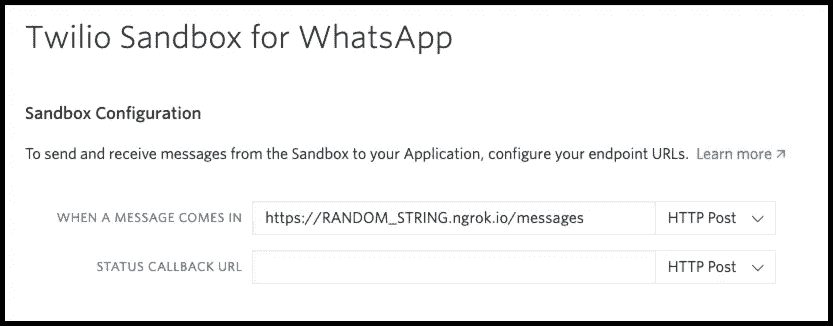 Twilio Sandbox for WhatsApp
Sandbox Configuration
To send and receive messages from the Sandbox to your Application, configure your endpoint URLs. Learn more ↗
WHEN A MESSAGE COMES IN https://RANDOM_STRING.ngrok.io/messages HTTP Post
STATUS CALLBACK URL HTTP Post